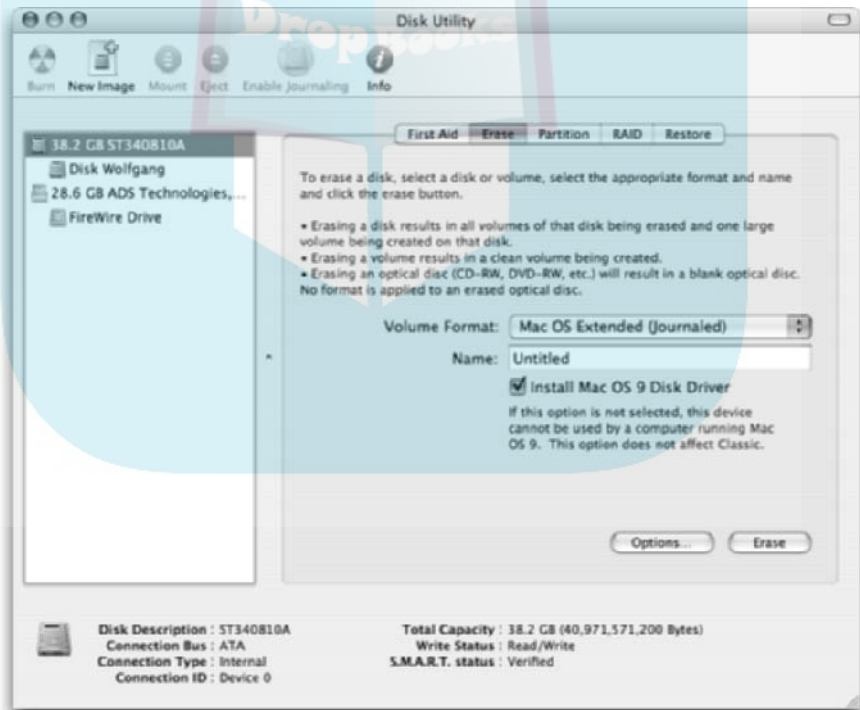 Disk Utility
DropBooks
Burn New Image Mount Eject Enable Journaling Info
First Aid Erase Partition RAID Restore
38.2 GB ST340810A
Disk Wolfgang
28.6 GB ADS Technologies,...
FireWire Drive
To erase a disk, select a disk or volume, select the appropriate format and name
and click the erase button.
• Erasing a disk results in all volumes of that disk being erased and one large
volume being created on that disk.
• Erasing a volume results in a clean volume being created.
• Erasing an optical disc (CD-RW, DVD-RW, etc.) will result in a blank optical disc.
No format is applied to an erased optical disc.
Volume Format: Mac OS Extended (Journaled)
Name: Untitled
Install Mac OS 9 Disk Driver
If this option is not selected, this device
cannot be used by a computer running Mac
OS 9. This option does not affect Classic.
Options... Erase
Disk Description : ST340810A
Connection Bus : ATA
Connection Type : Internal
Connection ID : Device 0
Total Capacity : 38.2 GB (40,971,571,200 Bytes)
Write Status : Read/Write
S.M.A.R.T. status : Verified